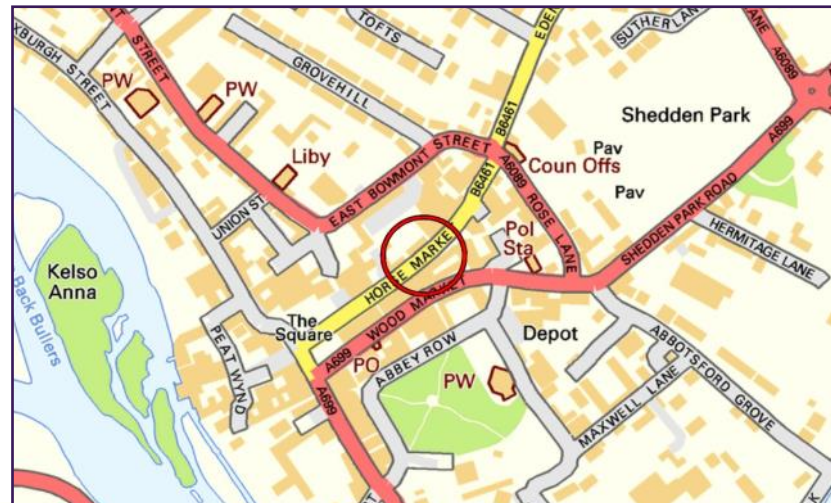 TOFTS
SUTHERLAN
EDEN
LANE
A6089
XBURGH STREET
STREET
PW
PW
GROVEHILL
B6461
Shedden Park
A699
Liby
EAST BOWMONT STREET
A6089
ROSE LANE
Coun Offs
Pav
Pav
B6461
UNION ST
Pol
Sta
SHEDDEN PARK ROAD
HERMITAGE LANE
Kelso
Anna
Back Bullers
HORSE MARKE
The
Square
A699 WOOD MARKET
Depot
PEAT WYND
PO
ABBEY ROW
PW
A699
ABBOTSFORD GROVE
MAXWELL LANE